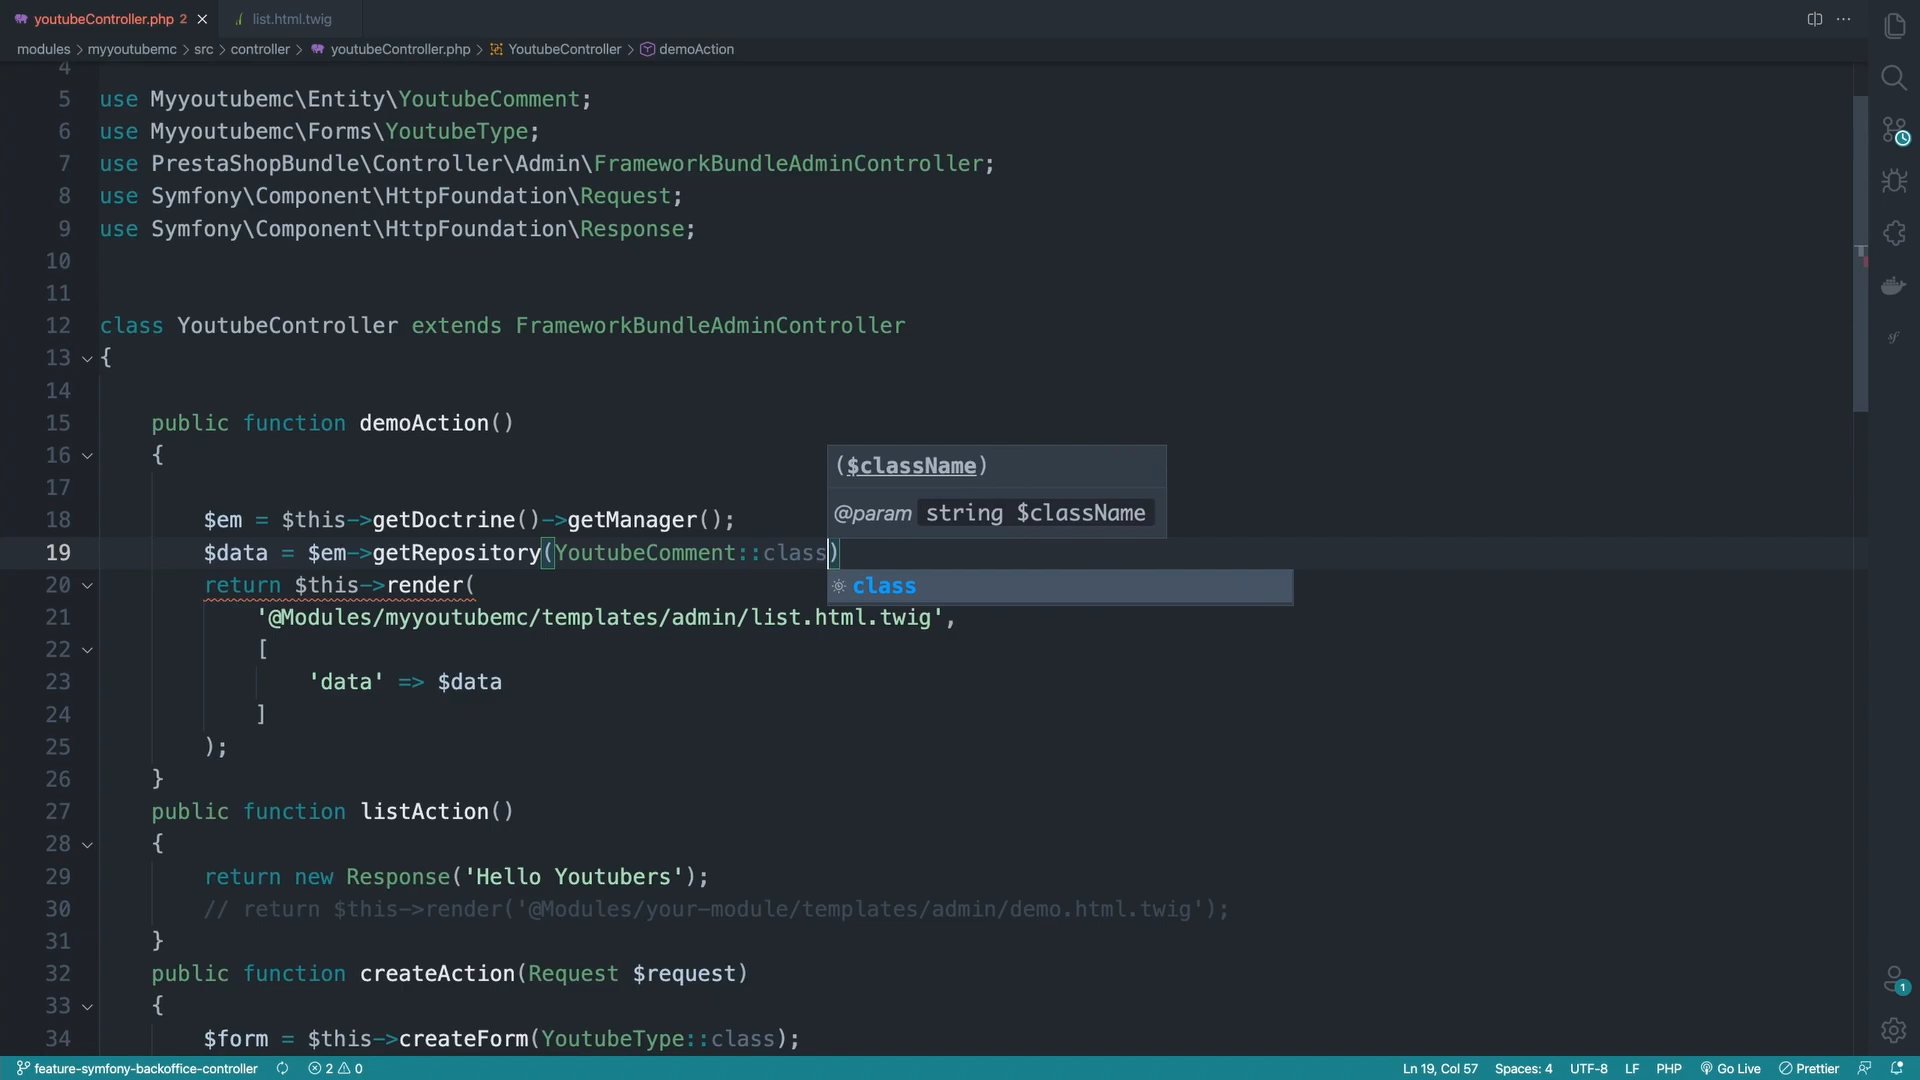 youtubeController.php 2
list.html.twig
modules > myyoutubemc > src > controller > youtubeController.php > YoutubeController > demoAction
4
5 use Myyoutubemc\Entity\YoutubeComment;
6 use Myyoutubemc\Forms\YoutubeType;
7 use PrestaShopBundle\Controller\Admin\FrameworkBundleAdminController;
8 use Symfony\Component\HttpFoundation\Request;
9 use Symfony\Component\HttpFoundation\Response;
10
11
12 class YoutubeController extends FrameworkBundleAdminController
13 {
14
15 public function demoAction()
16 {
($className)
17
@param string $className
18 $em = $this->getDoctrine()->getManager();
19 $data = $em->getRepository(YoutubeComment::class)
class
20 return $this->render(
21 '@Modules/myyoutubemc/templates/admin/list.html.twig',
22 [
23 'data' => $data
24 ]
25 );
26 }
27 public function listAction()
28 {
29 return new Response('Hello Youtubers');
30 // return $this->render('@Modules/your-module/templates/admin/demo.html.twig');
31 }
32 public function createAction(Request $request)
33 {
34 $form = $this->createForm(YoutubeType::class);
1
feature-symfony-backoffice-controller 2 0 Ln 19, Col 57 Spaces: 4 UTF-8 LF PHP Go Live Prettier